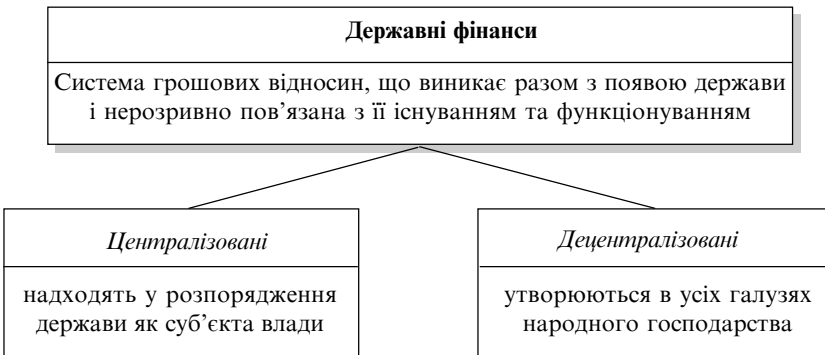 Державні фінанси
Система грошових відносин, що виникає разом з появою держави
і нерозривно пов’язана з її існуванням та функціонуванням
Централізовані
надходять у розпорядження
держави як суб’єкта влади
Децентралізовані
утворюються в усіх галузях
народного господарства